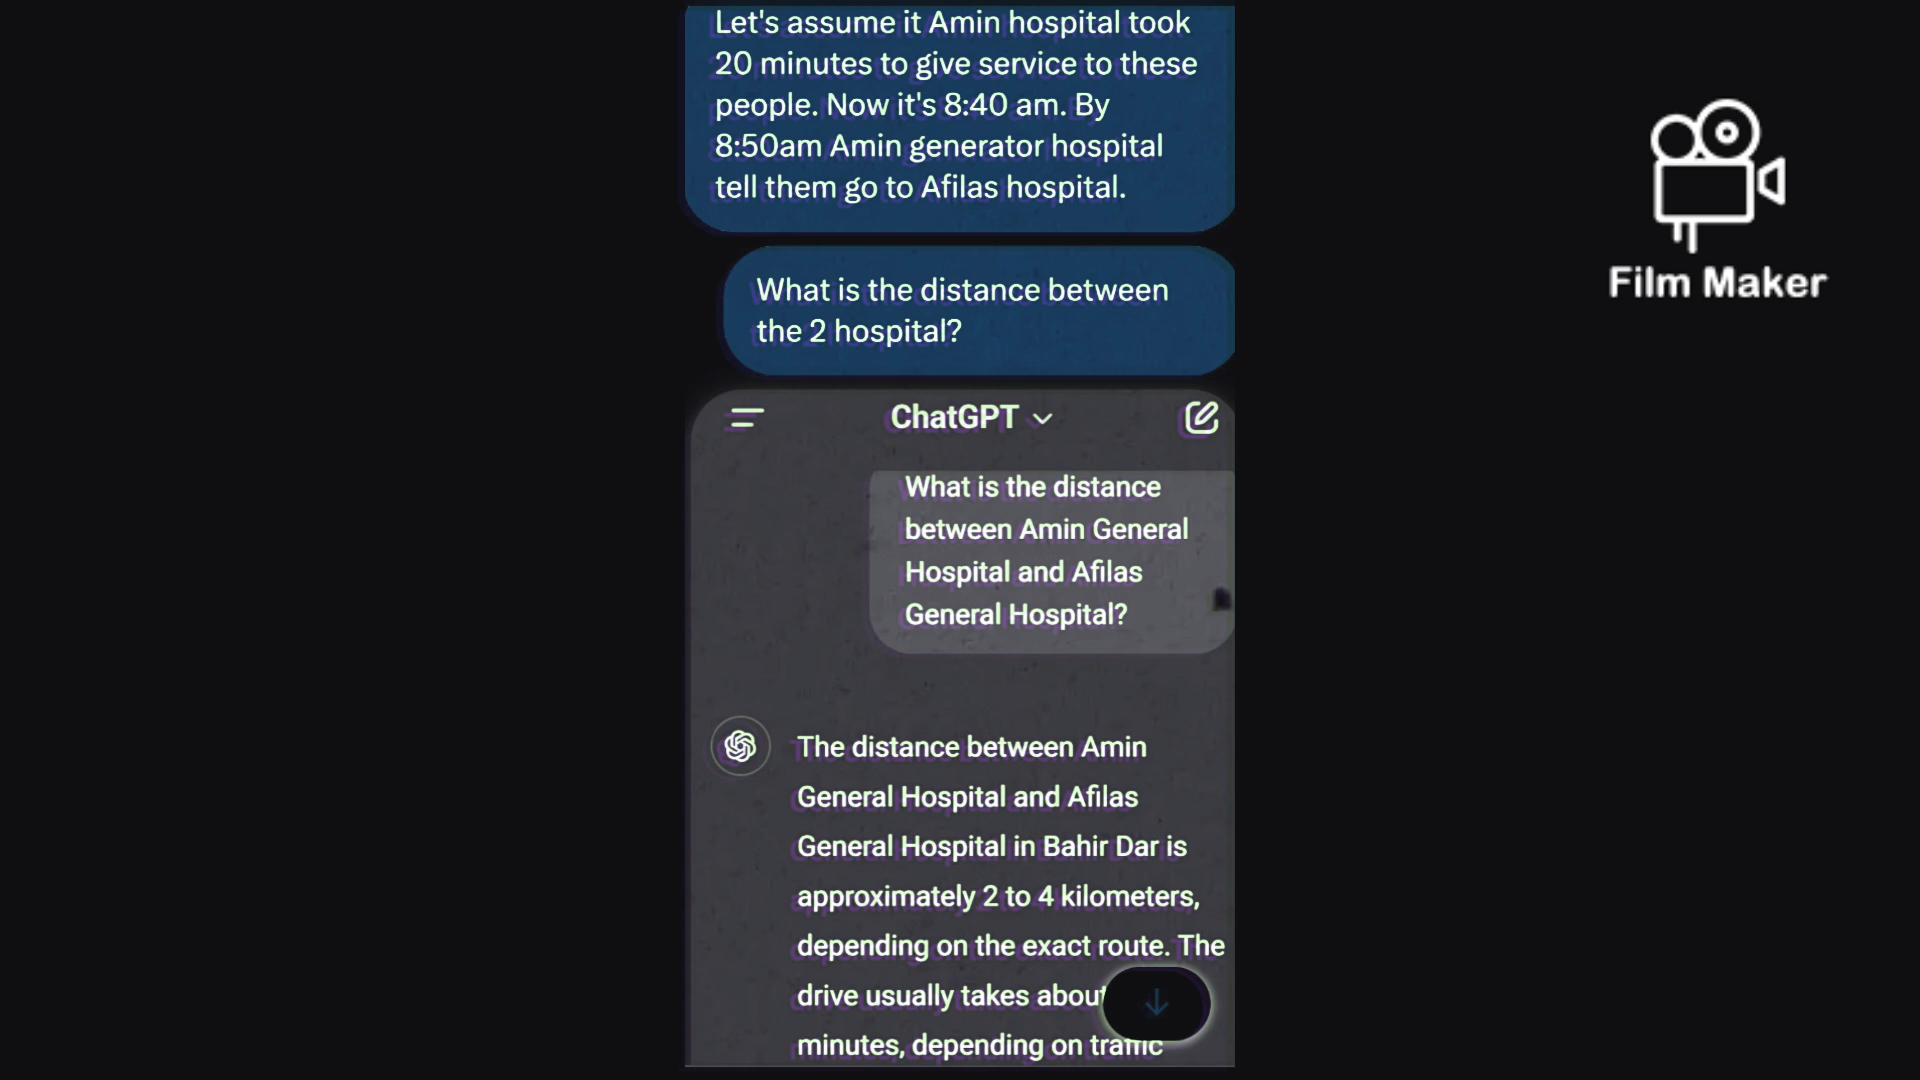 Let's assume it Amin hospital took
20 minutes to give service to these
people. Now it's 8:40 am. By
8:50am Amin generator hospital
tell them go to Afilas hospital.
What is the distance between
the 2 hospital?
ChatGPT
What is the distance
between Amin General
Hospital and Afilas
General Hospital?
The distance between Amin
General Hospital and Afilas
General Hospital in Bahir Dar is
approximately 2 to 4 kilometers,
depending on the exact route. The
drive usually takes about
minutes, depending on traffic
Film Maker